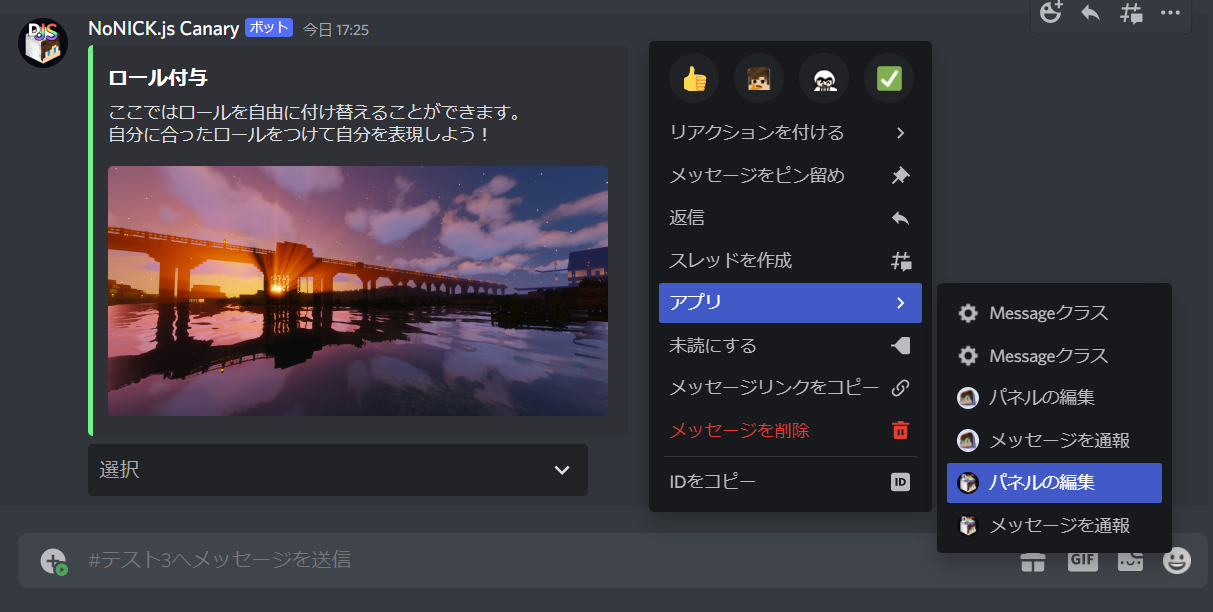 DJS
NoNICK.js Canary ボット 今日 17:25
ロール付与
ここではロールを自由に付け替えることができます。
自分に合ったロールをつけて自分を表現しよう！
選択
#テスト3へメッセージを送信
GIF
リアクションを付ける
メッセージをピン留め
返信
スレッドを作成
アプリ
未読にする
メッセージリンクをコピー
メッセージを削除
IDをコピー ID
Messageクラス
Messageクラス
パネルの編集
メッセージを通報
パネルの編集
メッセージを通報